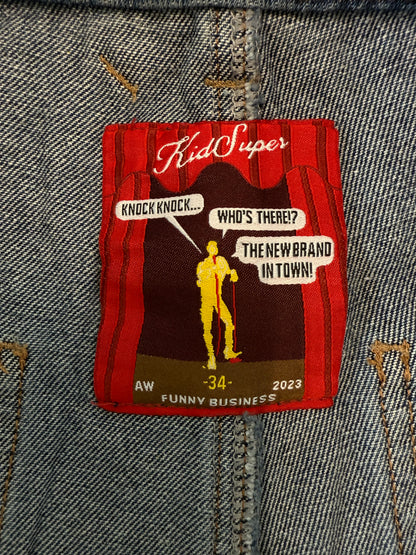 KidSuper
KNOCK KNOCK...
WHO'S THERE!?
THE NEW BRAND
IN TOWN!
AW -34- 2023
FUNNY BUSINESS